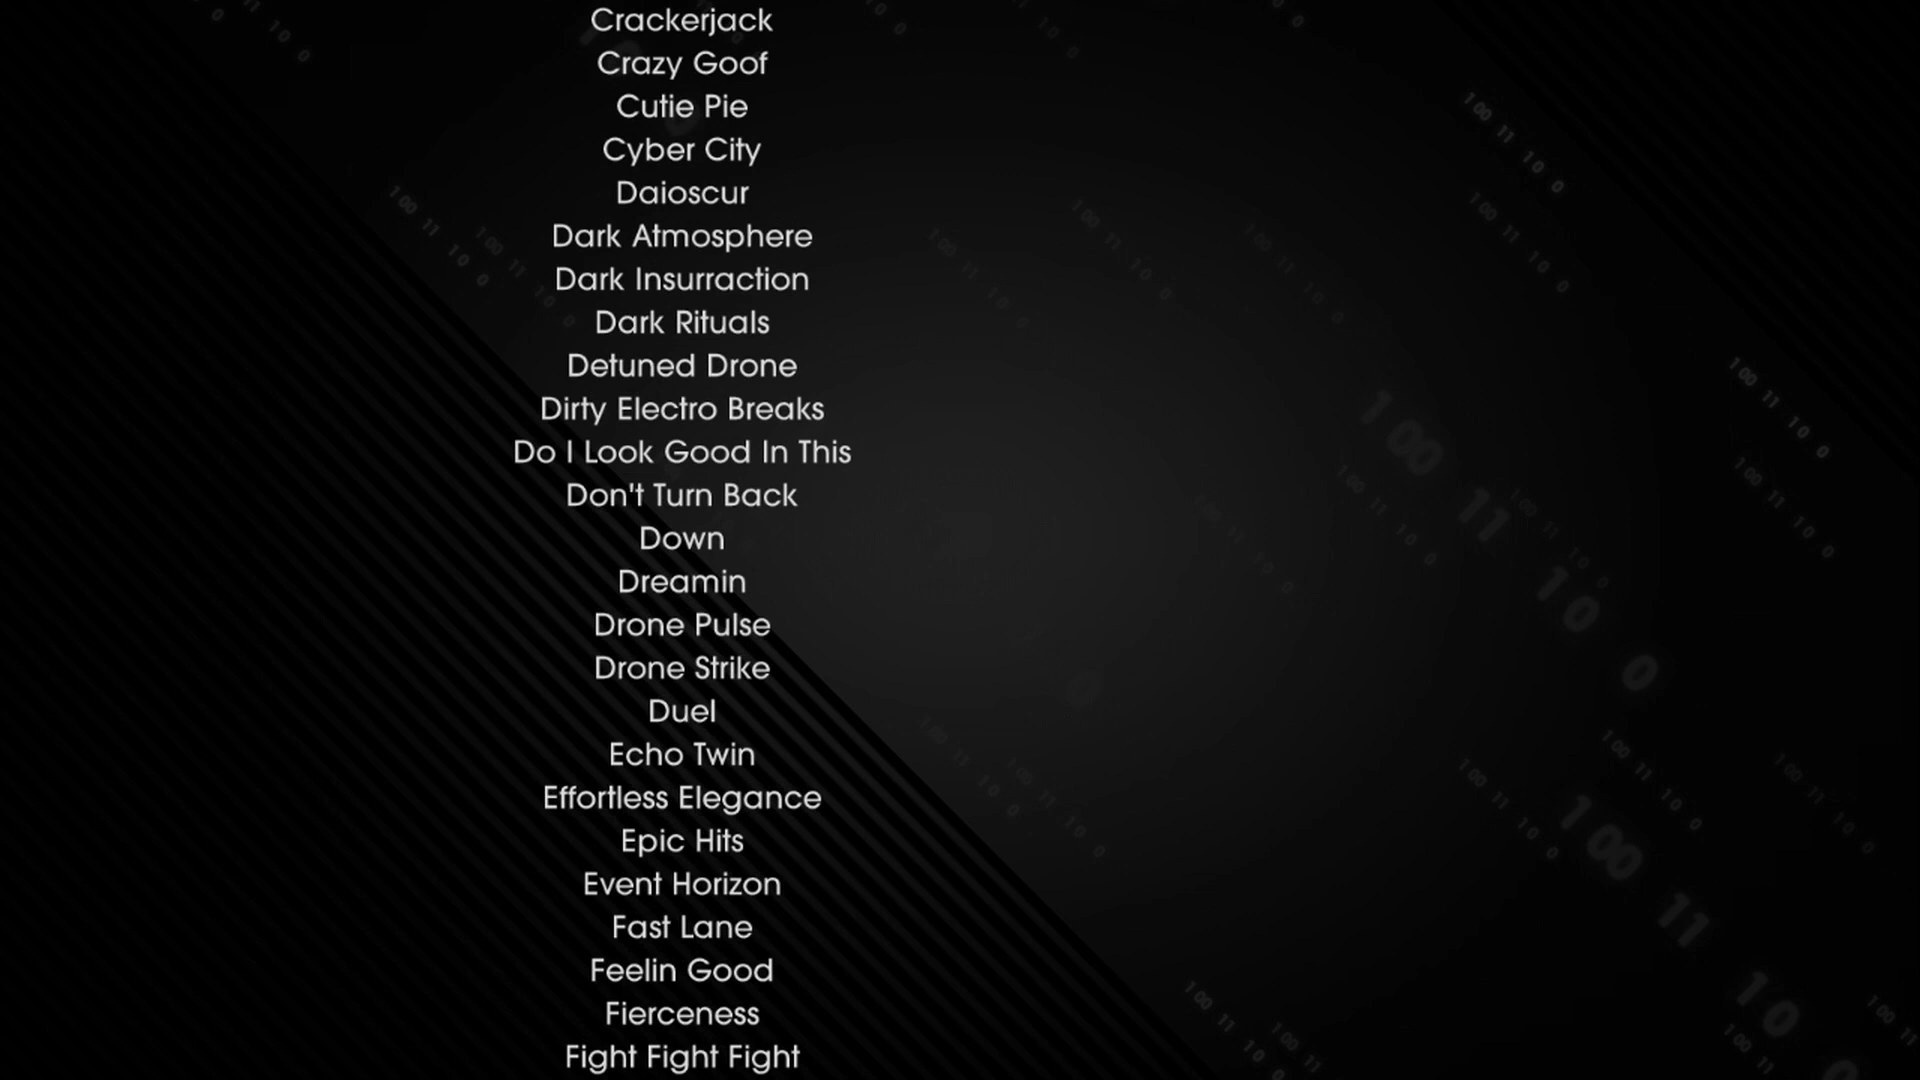 Crackerjack
Crazy Goof
Cutie Pie
Cyber City
Daioscur
Dark Atmosphere
Dark Insurraction
Dark Rituals
Detuned Drone
Dirty Electro Breaks
Do I Look Good In This
Don't Turn Back
Down
Dreamin
Drone Pulse
Drone Strike
Duel
Echo Twin
Effortless Elegance
Epic Hits
Event Horizon
Fast Lane
Feelin Good
Fierceness
Fight Fight Fight